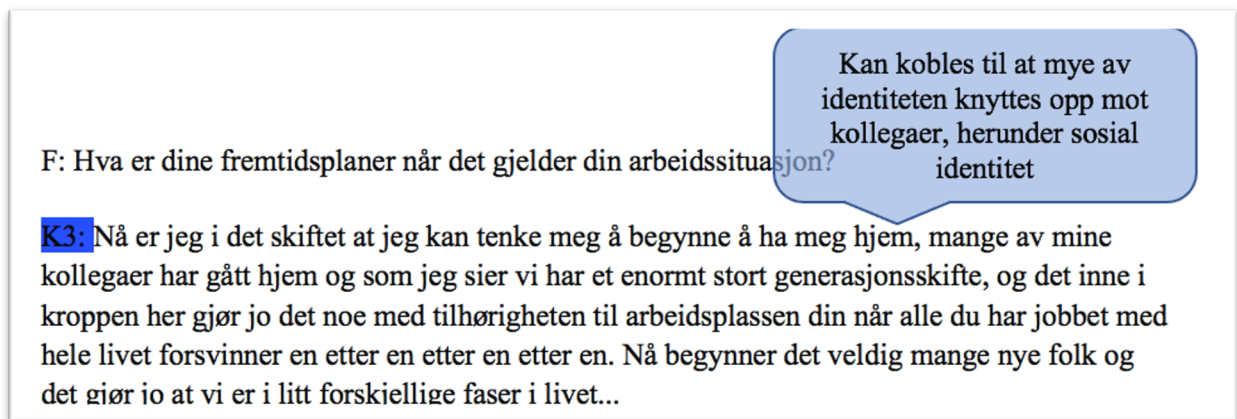 Kan kobles til at mye av
identiteten knyttes opp mot
kollegaer, herunder sosial
identitet
F: Hva er dine fremtidsplaner når det gjelder din arbeidssituasjon?
K3: Nå er jeg i det skiftet at jeg kan tenke meg å begynne å ha meg hjem, mange av mine
kollegaer har gått hjem og som jeg sier vi har et enormt stort generasjonsskifte, og det inne i
kroppen her gjør jo det noe med tilhørigheten til arbeidsplassen din når alle du har jobbet med
hele livet forsvinner en etter en etter en etter en. Nå begynner det veldig mange nye folk og
det gjør jo at vi er i litt forskjellige faser i livet...